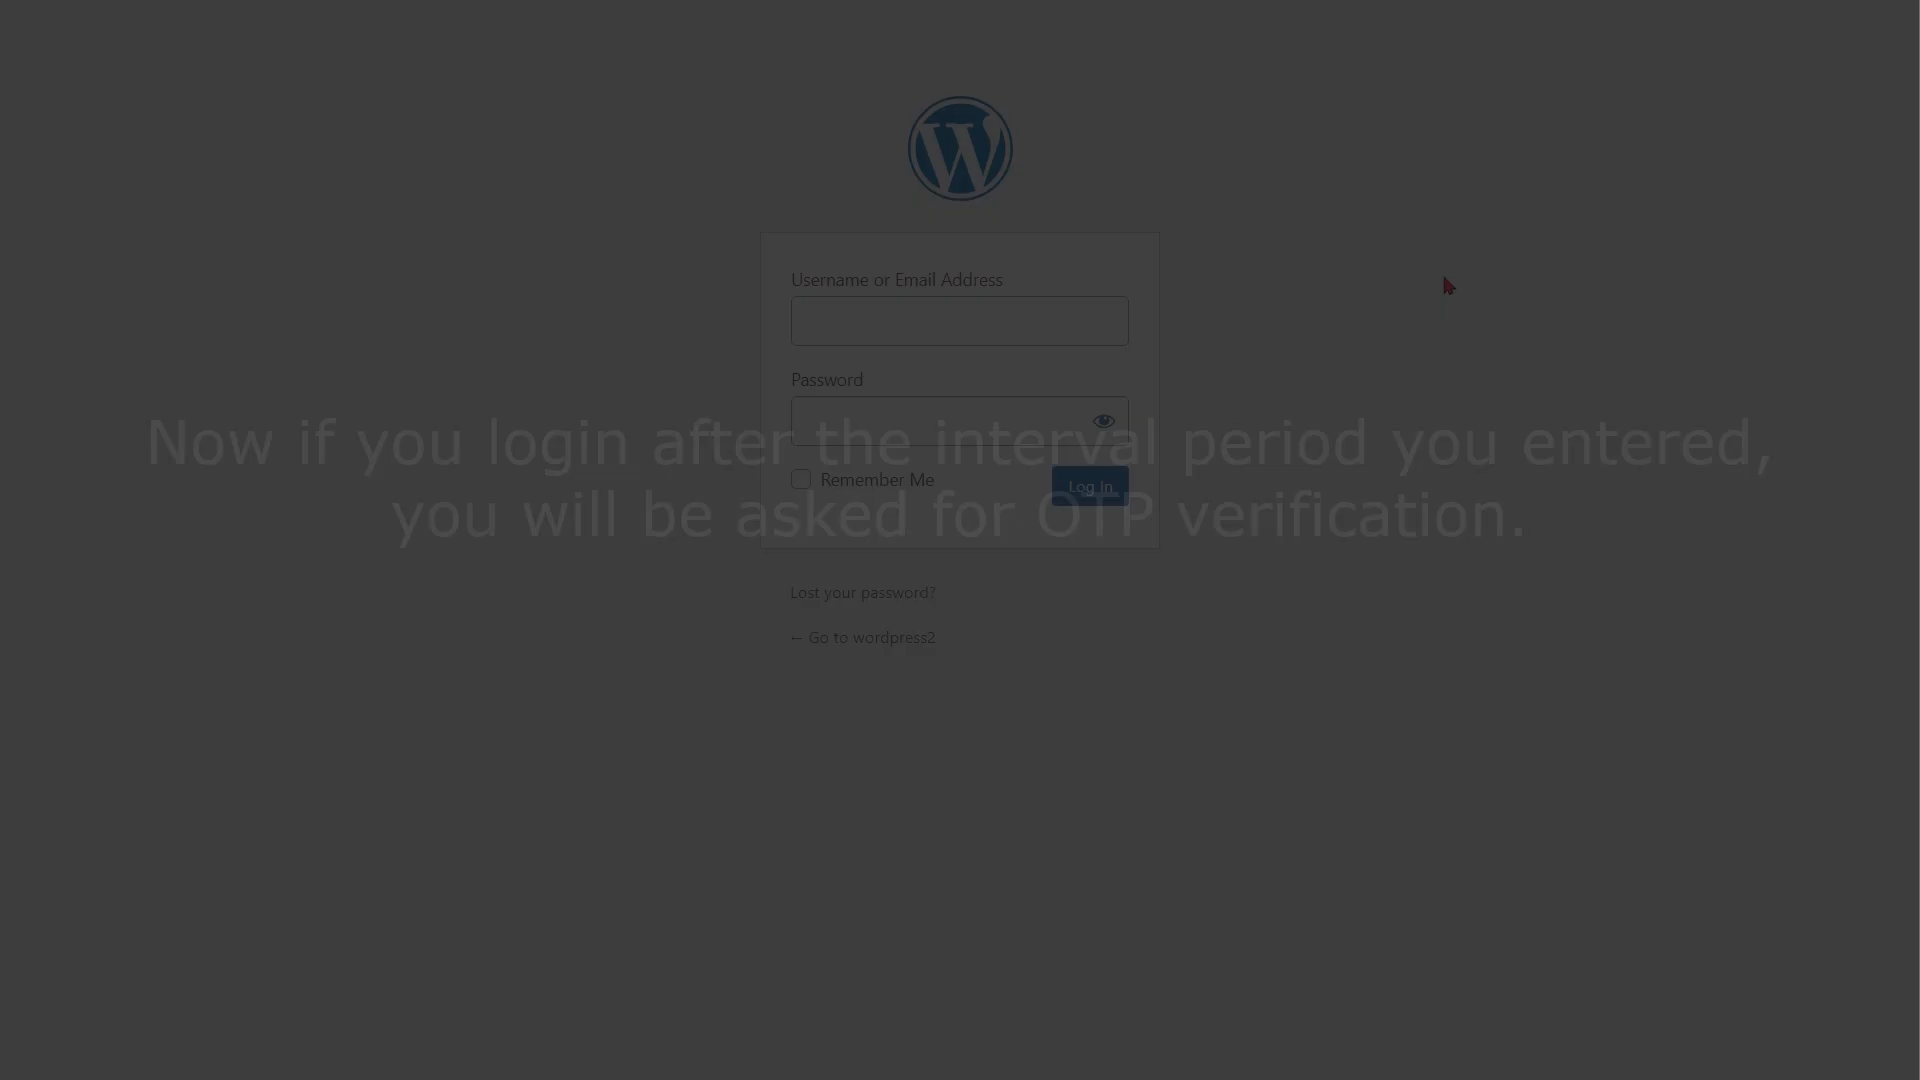 Username or Email Address
Password
Now if you login after the interval period you entered,
Remember Me
Log In
you will be asked for OTP verification.
Lost your password?
← Go to wordpress2